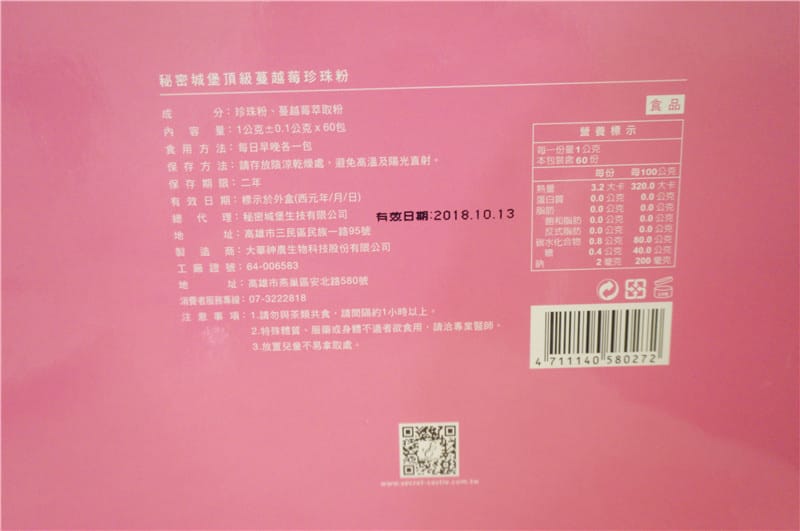 秘密城堡頂級蔓越莓珍珠粉
成分：珍珠粉、蔓越莓萃取粉
內容量：1公克±0.1公克x60包
食用方法：每日早晚各一包
保存方法：請存放陰涼乾燥處，避免高溫及陽光直射。
保存期限：二年
有效日期：標示於外盒(西元年/月/日)
有效日期:2018.10.13
總代理：秘密城堡生技有限公司
地址：高雄市三民區民族一路95號
製造商：大華神農生物科技股份有限公司
工廠證號：64-006583
地址：高雄市燕巢區安北路580號
消費者服務專線：07-3222818
注意事項：1.請勿與茶類共食，請間隔約1小時以上。
2.特殊體質、服藥或身體不適者欲食用，請洽專業醫師。
3.放置兒童不易拿取處。
食品
營養標示
每一份量1公克
本包裝含60份
每份 每100公克
熱量 3.2大卡 320.0大卡
蛋白質 0.0公克 0.0公克
脂肪 0.0公克 0.0公克
飽和脂肪 0.0公克 0.0公克
反式脂肪 0.0公克 0.0公克
碳水化合物 0.8公克 80.0公克
糖 0.4公克 40.0公克
鈉 2毫克 200毫克
4 711140 580272
www.secret-castle.com.tw